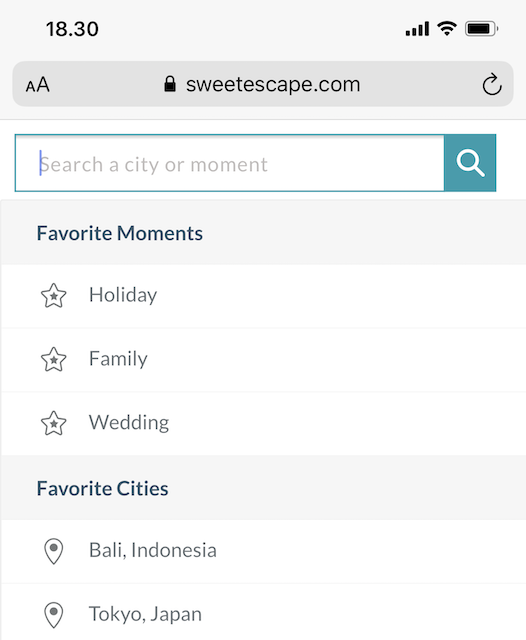 18.30
AA sweetescape.com
Search a city or moment
Favorite Moments
Holiday
Family
Wedding
Favorite Cities
Bali, Indonesia
Tokyo, Japan